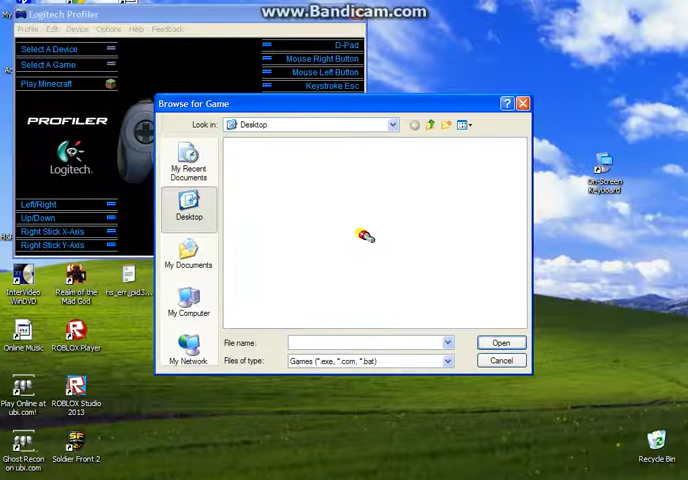 www.Bandicam.com
Logitech Profiler
Profile Edit Device Options Help Feedback
Select A Device
Select A Game
Play Minecraft
PROFILER
Logitech
D-Pad
Mouse Right Button
Mouse Left Button
Keystroke Esc
Left/Right
Up/Down
Right Stick X-Axis
Right Stick Y-Axis
Browse for Game
Look in:
Desktop
My Recent
Documents
Desktop
My Documents
My Computer
My Network
File name:
Open
Files of type:
Games (*.exe, *.com, *.bat)
Cancel
On-Screen
Keyboard
InterVideo
WinDVD
Realm of the
Mad God
hs_err_pid3...
Online Music
ROBLOX Player
Play Online at
ubi.com!
ROBLOX Studio
2013
Ghost Recon
on ubi.com
Soldier Front 2
Recycle Bin